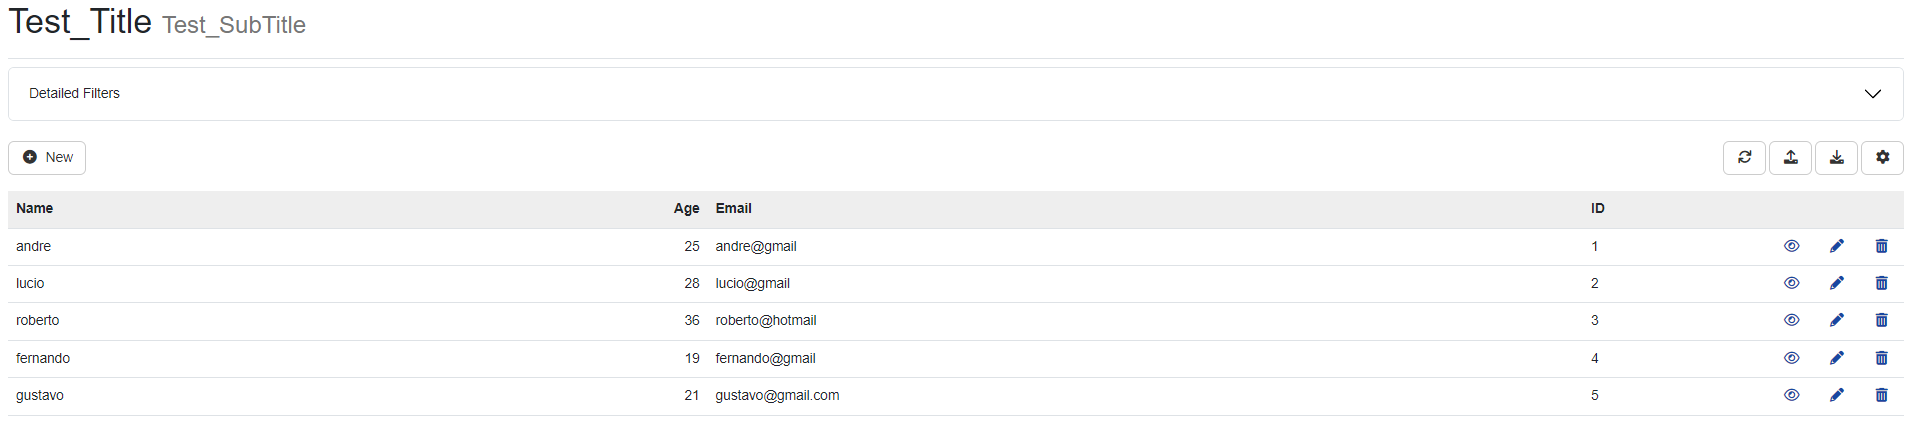 Test_Title Test_SubTitle
Detailed Filters
New
Name Age Email ID
andre 25 andre@gmail 1
lucio 28 lucio@gmail 2
roberto 36 roberto@hotmail 3
fernando 19 fernando@gmail 4
gustavo 21 gustavo@gmail.com 5